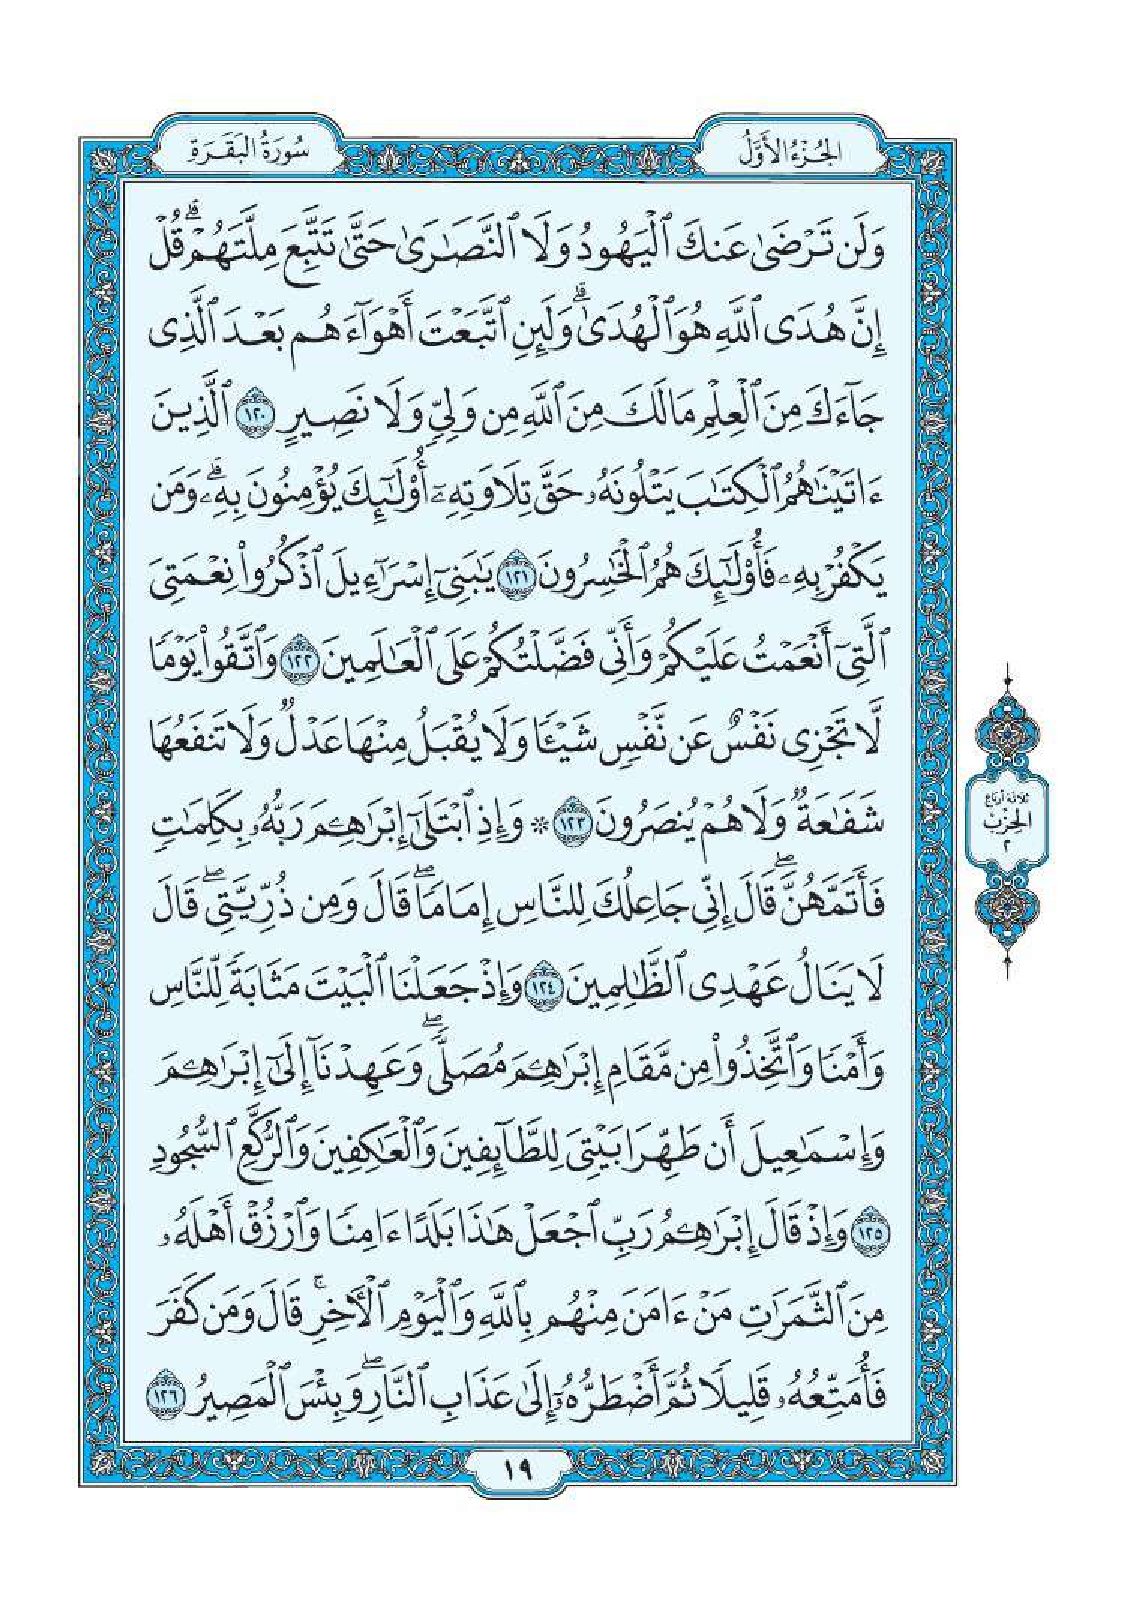 الجُزْءُ الأَوَّلُ
سُورَةُ البَقَرَةِ
وَلَن تَرْضَىٰ عَنكَ ٱلْيَهُودُ وَلَا ٱلنَّصَـٰرَىٰ حَتَّىٰ تَتَّبِعَ مِلَّتَهُمْ ۗ قُلْ
إِنَّ هُدَى ٱللَّهِ هُوَ ٱلْهُدَىٰ ۗ وَلَئِنِ ٱتَّبَعْتَ أَهْوَآءَهُم بَعْدَ ٱلَّذِى
جَآءَكَ مِنَ ٱلْعِلْمِ مَا لَكَ مِنَ ٱللَّهِ مِن وَلِىٍّ وَلَا نَصِيرٍ ١٢٠ ٱلَّذِينَ
ءَاتَيْنَـٰهُمُ ٱلْكِتَـٰبَ يَتْلُونَهُۥ حَقَّ تِلَاوَتِهِۦٓ أُو۟لَـٰٓئِكَ يُؤْمِنُونَ بِهِۦ ۗ وَمَن
يَكْفُرْ بِهِۦ فَأُو۟لَـٰٓئِكَ هُمُ ٱلْخَـٰسِرُونَ ١٢١ يَـٰبَنِىٓ إِسْرَٰٓءِيلَ ٱذْكُرُوا۟ نِعْمَتِىَ
ٱلَّتِىٓ أَنْعَمْتُ عَلَيْكُمْ وَأَنِّى فَضَّلْتُكُمْ عَلَى ٱلْعَـٰلَمِينَ ١٢٢ وَٱتَّقُوا۟ يَوْمًا
لَّا تَجْزِى نَفْسٌ عَن نَّفْسٍ شَيْـًٔا وَلَا يُقْبَلُ مِنْهَا عَدْلٌ وَلَا تَنفَعُهَا
شَفَـٰعَةٌ وَلَا هُمْ يُنصَرُونَ ١٢٣ ۞ وَإِذِ ٱبْتَلَىٰٓ إِبْرَٰهِـۧمَ رَبُّهُۥ بِكَلِمَـٰتٍ
فَأَتَمَّهُنَّ ۖ قَالَ إِنِّى جَاعِلُكَ لِلنَّاسِ إِمَامًا ۖ قَالَ وَمِن ذُرِّيَّتِى ۖ قَالَ
لَا يَنَالُ عَهْدِى ٱلظَّـٰلِمِينَ ١٢٤ وَإِذْ جَعَلْنَا ٱلْبَيْتَ مَثَابَةً لِّلنَّاسِ
وَأَمْنًا وَٱتَّخِذُوا۟ مِن مَّقَامِ إِبْرَٰهِـۧمَ مُصَلًّى ۖ وَعَهِدْنَآ إِلَىٰٓ إِبْرَٰهِـۧمَ
وَإِسْمَـٰعِيلَ أَن طَهِّرَا بَيْتِىَ لِلطَّآئِفِينَ وَٱلْعَـٰكِفِينَ وَٱلرُّكَّعِ ٱلسُّجُودِ
١٢٥ وَإِذْ قَالَ إِبْرَٰهِـۧمُ رَبِّ ٱجْعَلْ هَـٰذَا بَلَدًا ءَامِنًا وَٱرْزُقْ أَهْلَهُۥ
مِنَ ٱلثَّمَرَٰتِ مَنْ ءَامَنَ مِنْهُم بِٱللَّهِ وَٱلْيَوْمِ ٱلْـَٔاخِرِ ۚ قَالَ وَمَن كَفَرَ
فَأُمَتِّعُهُۥ قَلِيلًا ثُمَّ أَضْطَرُّهُۥٓ إِلَىٰ عَذَابِ ٱلنَّارِ ۖ وَبِئْسَ ٱلْمَصِيرُ ١٢٦
ثلاثة أرباع
الحِزْبِ
٢
١٩